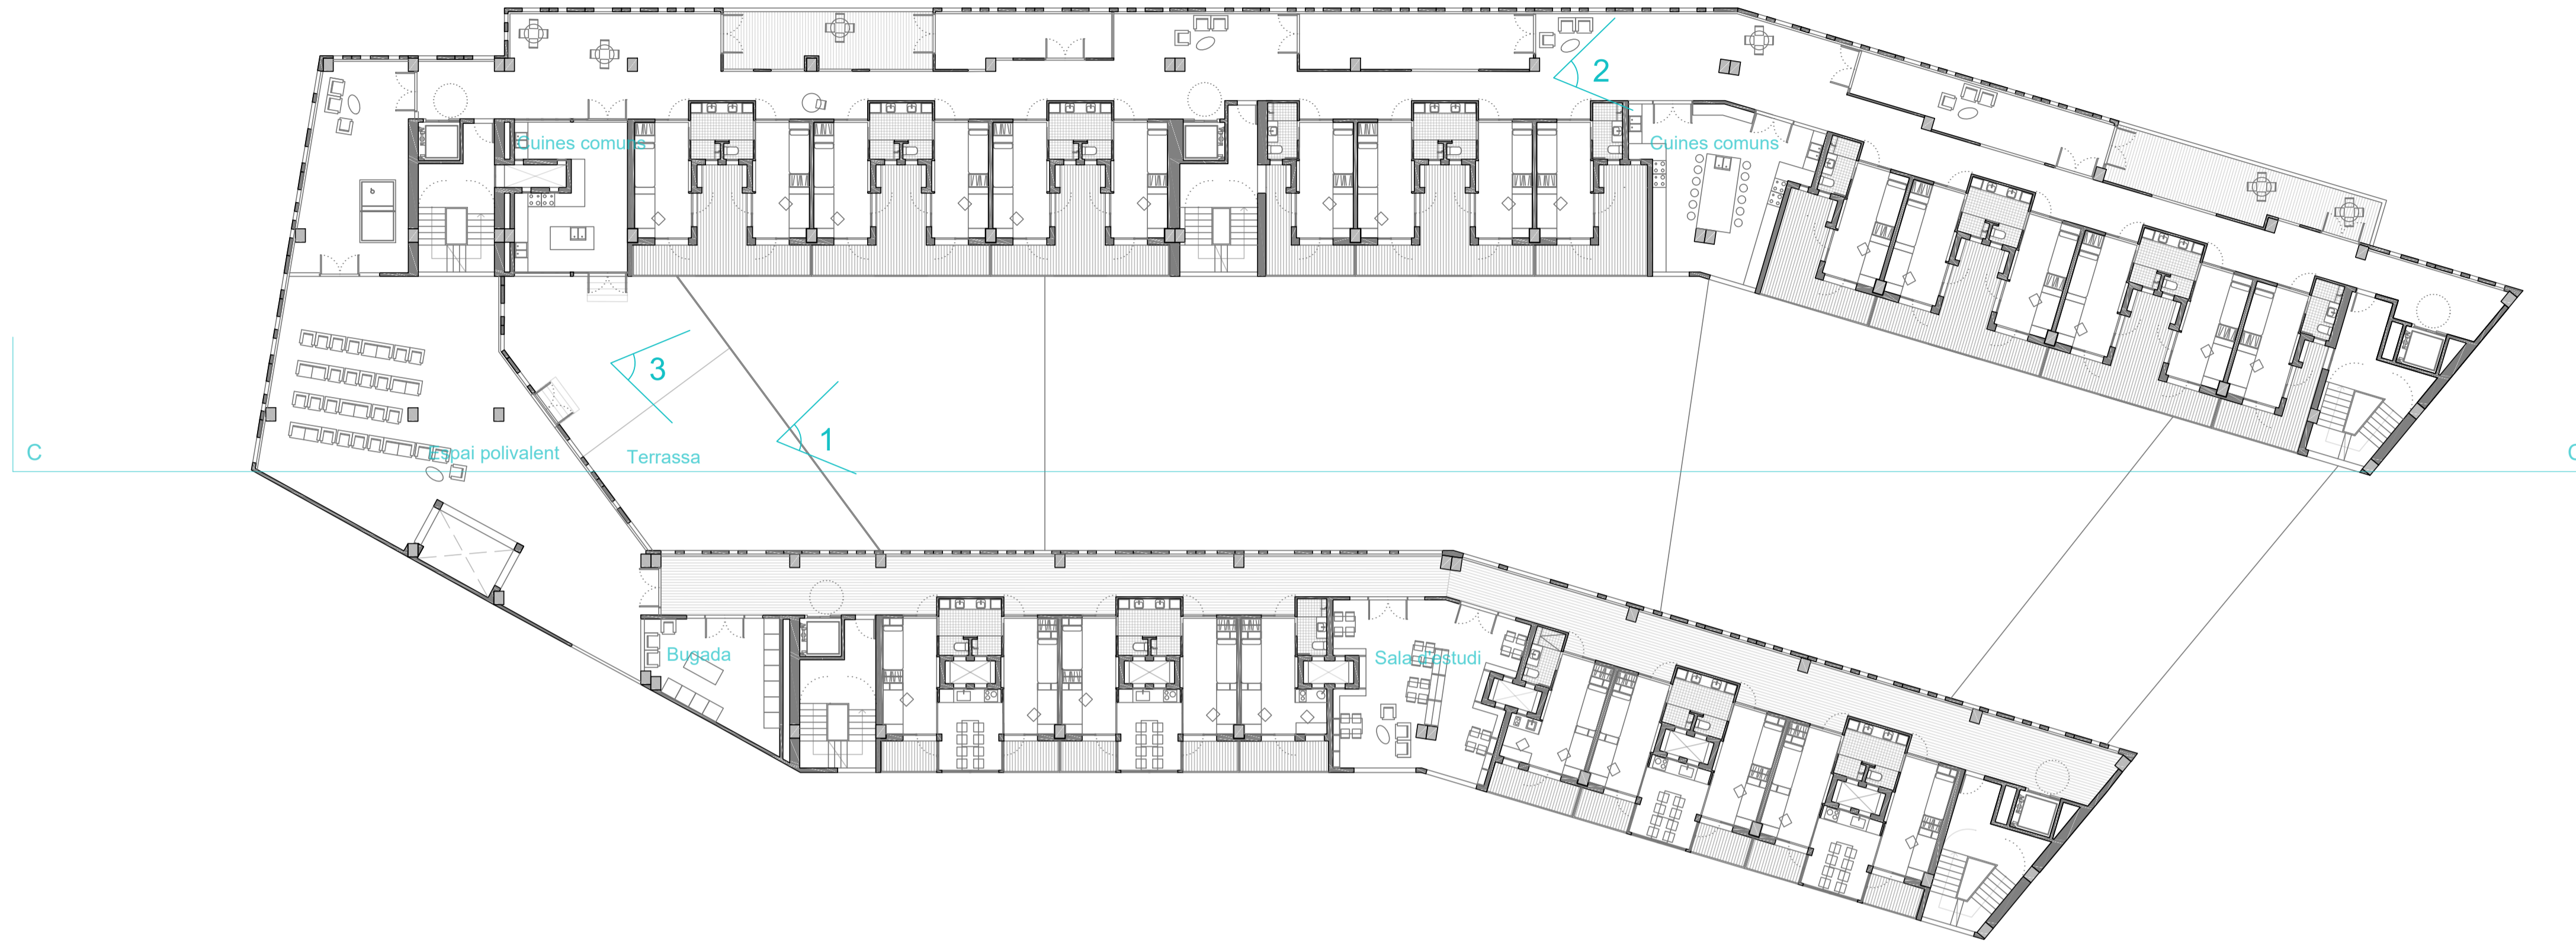 2
Cuines comuns
Cuines comuns
3
1
C
Espai polivalent
Terrassa
C
Bugada
Sala d'estudi